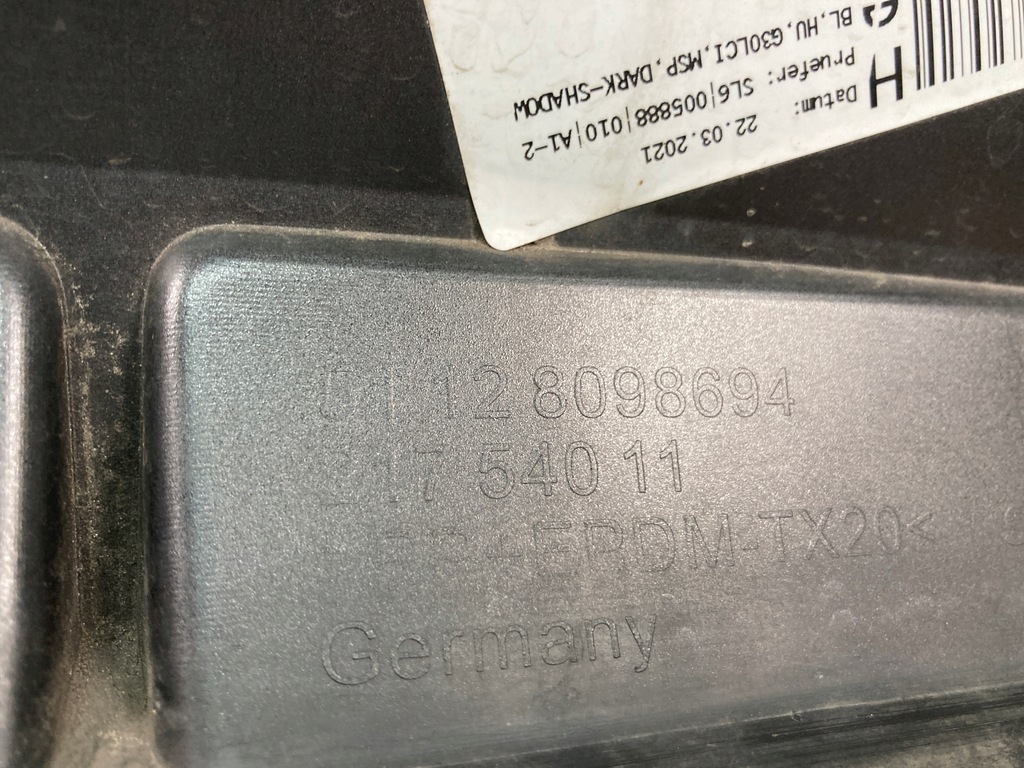 BL,HU,G30LCI,MSP,DARK-SHADOW
Pruefer: SL6|005888|010|A1-2
Datum: 22.03.2021
H
51 12 8098694
540 11
EPDM-TX20<
Germany